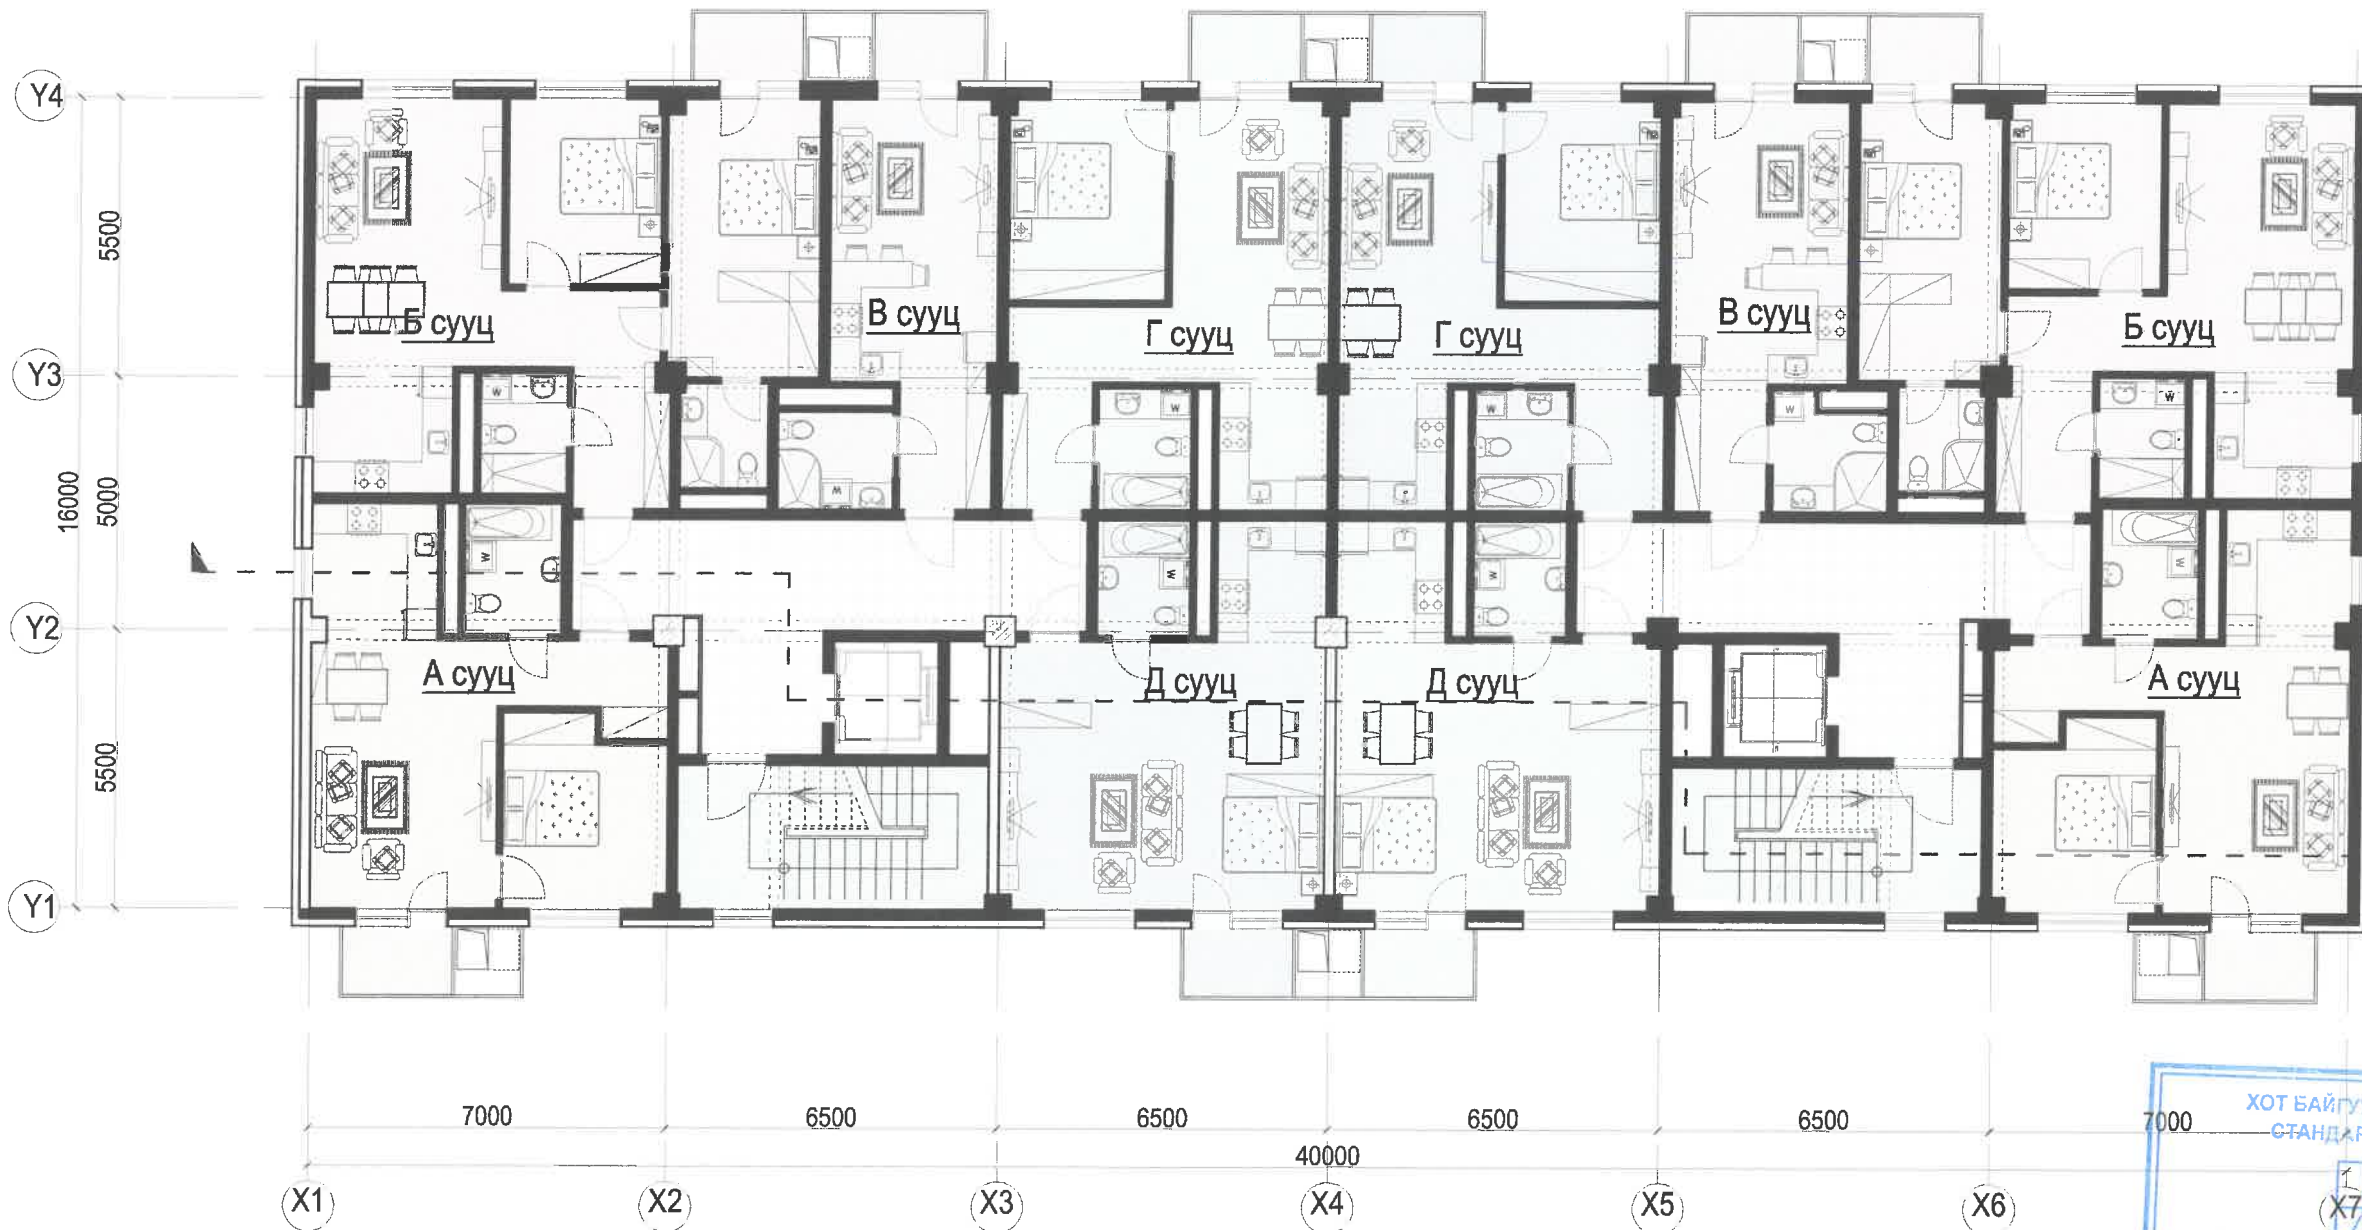 Y4
5500
Б сууц
В сууц
Г сууц
Г сууц
В сууц
Б сууц
Y3
16000
5000
W
W
W
W
W
W
W
W
W
W
W
W
Y2
А сууц
Д сууц
Д сууц
А сууц
5500
Y1
7000
6500
6500
6500
6500
7000
40000
X1
X2
X3
X4
X5
X6
X7
ХОТ БАЙГУ
СТАНДАР